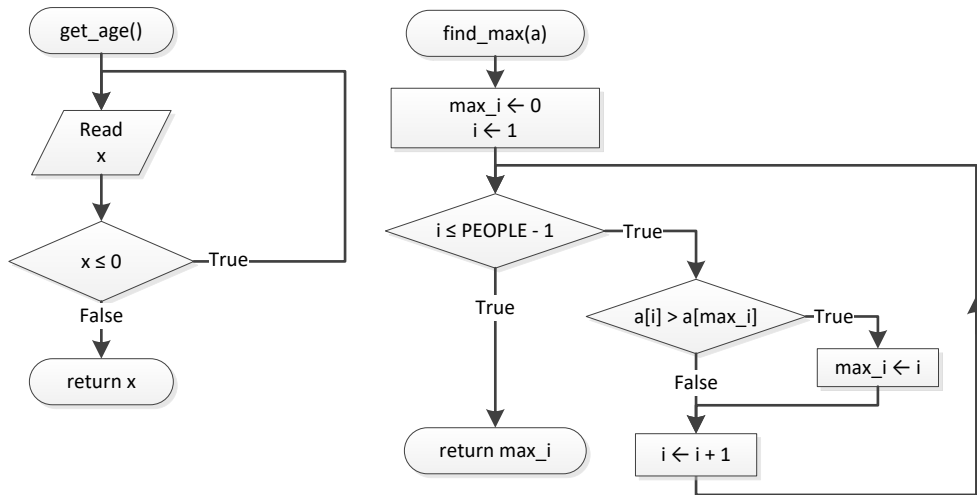 get_age()
Read
x
x ≤ 0
True
False
return x
find_max(a)
max_i ← 0
i ← 1
i ≤ PEOPLE - 1
True
True
a[i] > a[max_i]
True
max_i ← i
False
i ← i + 1
return max_i